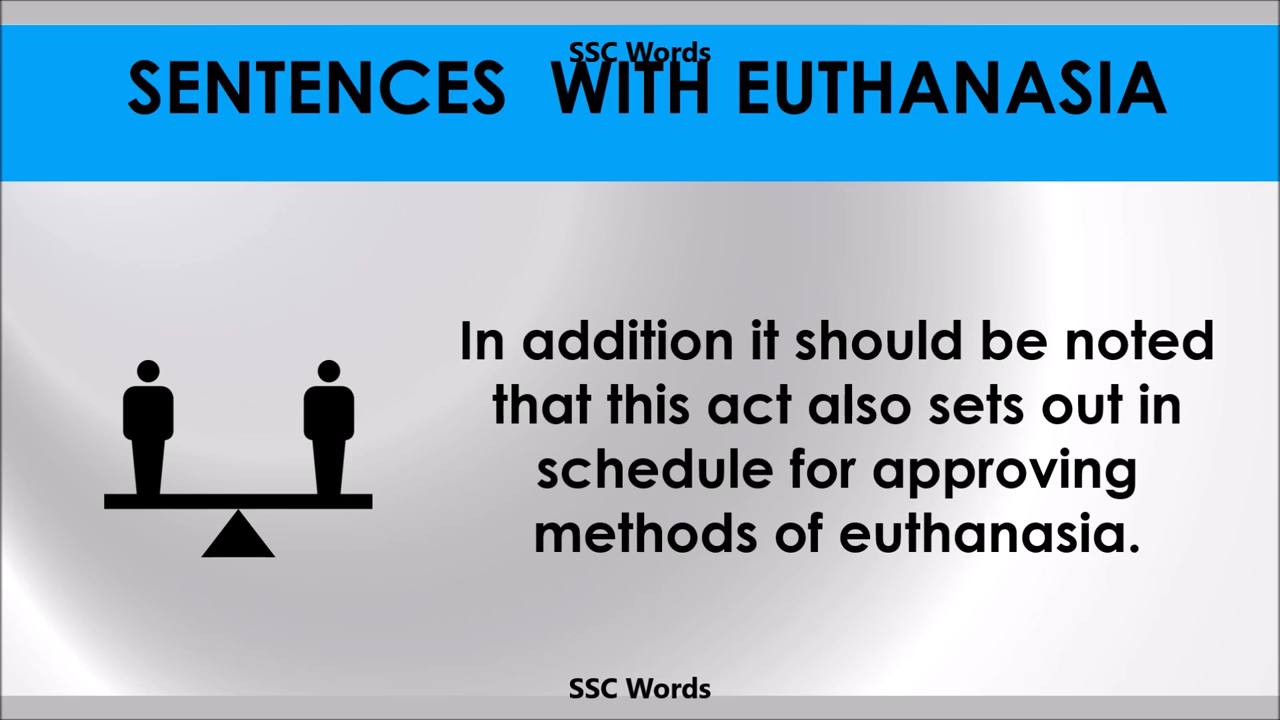 SSC Words
SENTENCES WITH EUTHANASIA
In addition it should be noted
that this act also sets out in
schedule for approving
methods of euthanasia.
SSC Words